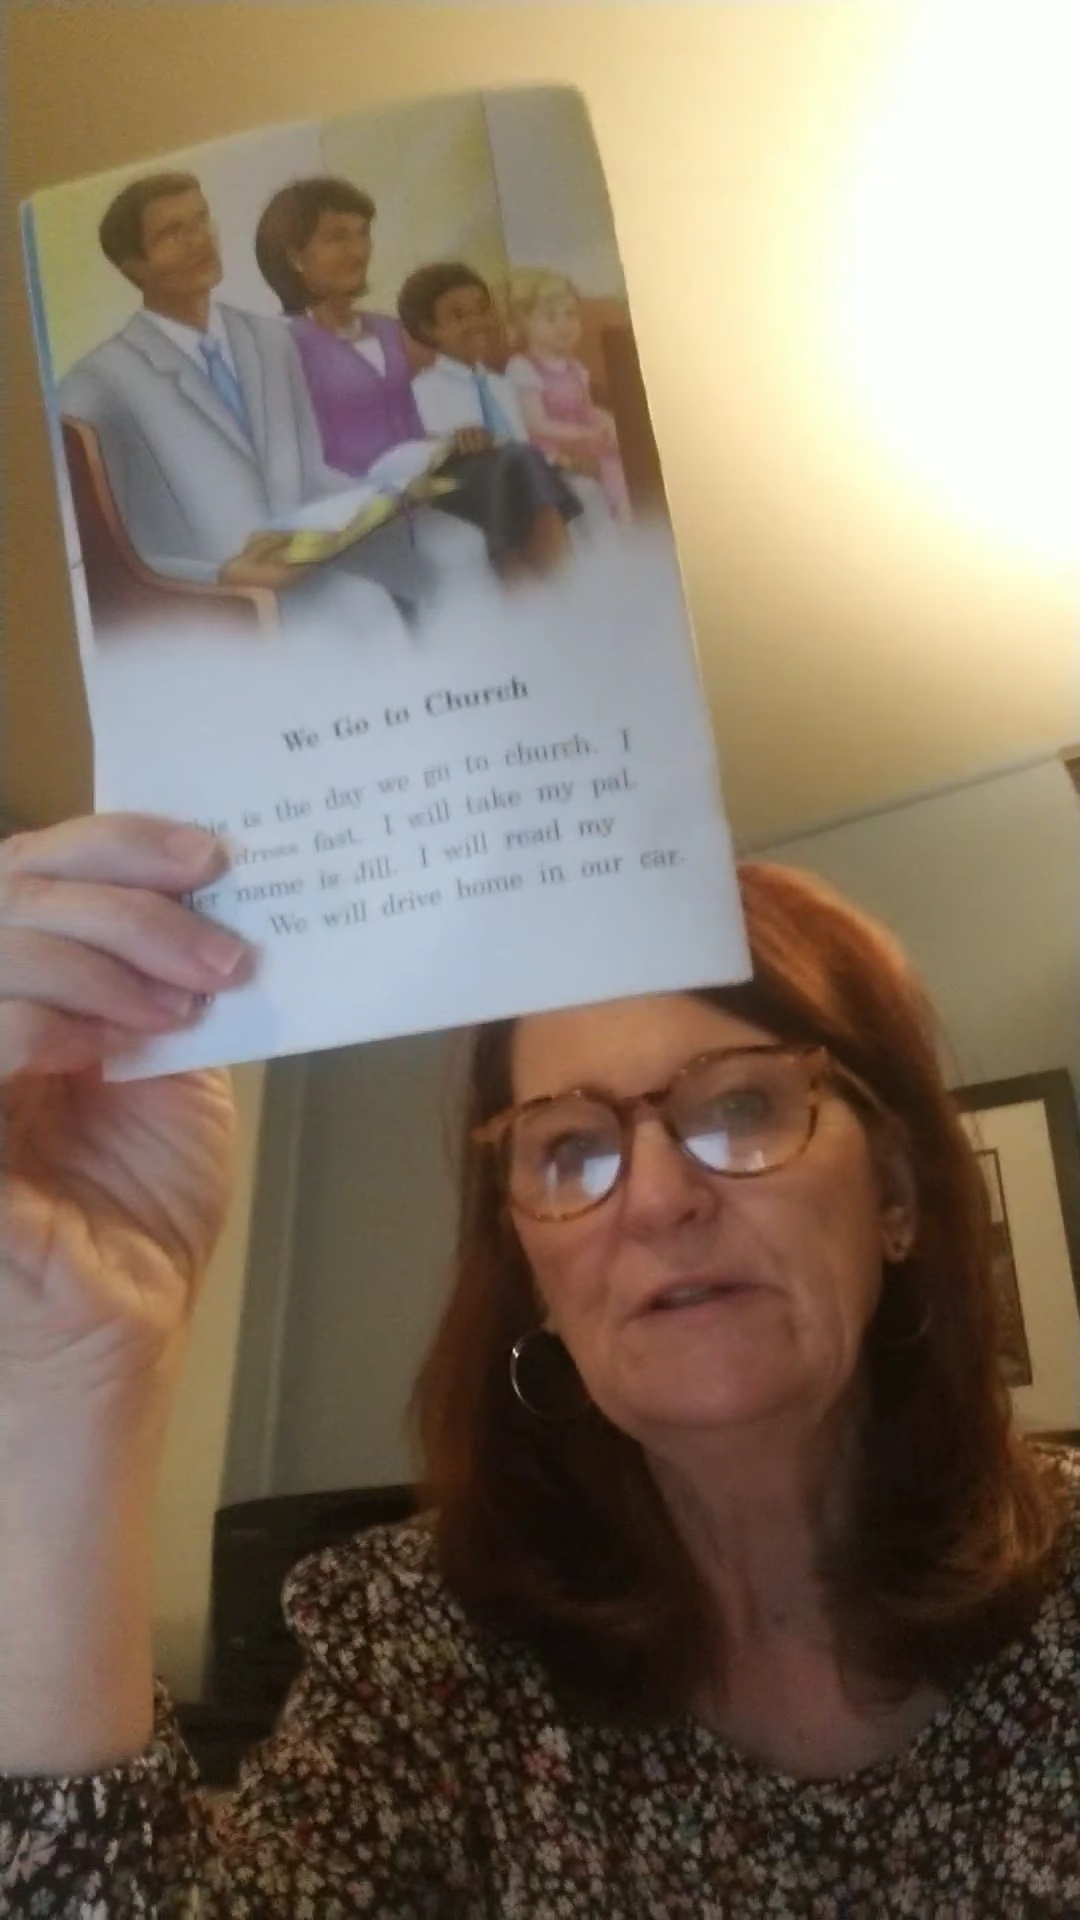 We Go to Church
is the day we go to church. I
dress fast. I will take my pal.
Her name is Jill. I will read my
We will drive home in our car.